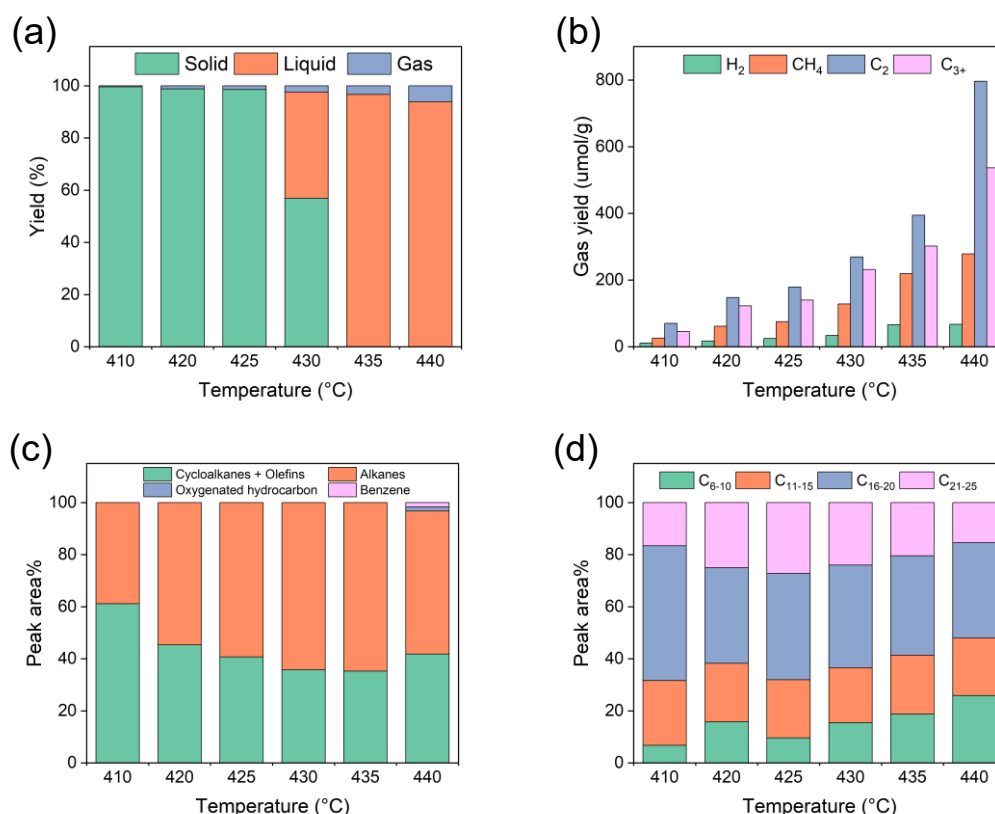 (a)
Solid Liquid Gas
100
80
60
40
20
0
Yield (%)
410 420 425 430 435 440
Temperature (°C)
(b)
H₂ CH₄ C₂ C₃₊
800
600
400
200
0
Gas yield (umol/g)
410 420 425 430 435 440
Temperature (°C)
(c)
Cycloalkanes + Olefins Alkanes
Oxygenated hydrocarbon Benzene
100
80
60
40
20
0
Peak area%
410 420 425 430 435 440
Temperature (°C)
(d)
C₆₋₁₀ C₁₁₋₁₅ C₁₆₋₂₀ C₂₁₋₂₅
100
80
60
40
20
0
Peak area%
410 420 425 430 435 440
Temperature (°C)